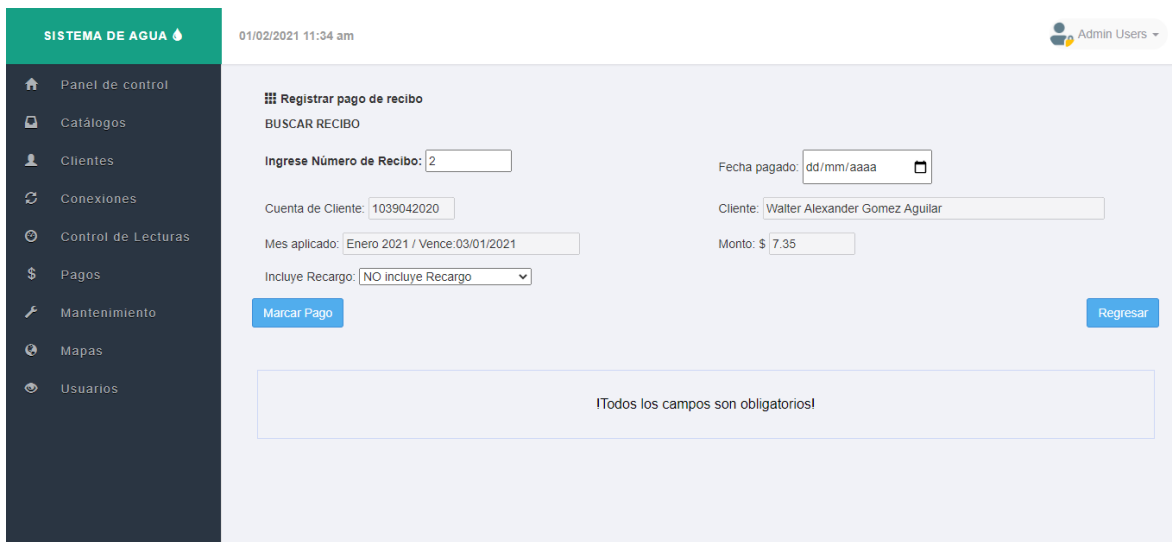 SISTEMA DE AGUA
01/02/2021 11:34 am
Admin Users
Panel de control
Catálogos
Clientes
Conexiones
Control de Lecturas
Pagos
Mantenimiento
Mapas
Usuarios
Registrar pago de recibo
BUSCAR RECIBO
Ingrese Número de Recibo: 2
Fecha pagado: dd/mm/aaaa
Cuenta de Cliente: 1039042020
Cliente: Walter Alexander Gomez Aguilar
Mes aplicado: Enero 2021 / Vence:03/01/2021
Monto: $ 7.35
Incluye Recargo: NO incluye Recargo
Marcar Pago
Regresar
!Todos los campos son obligatorios!